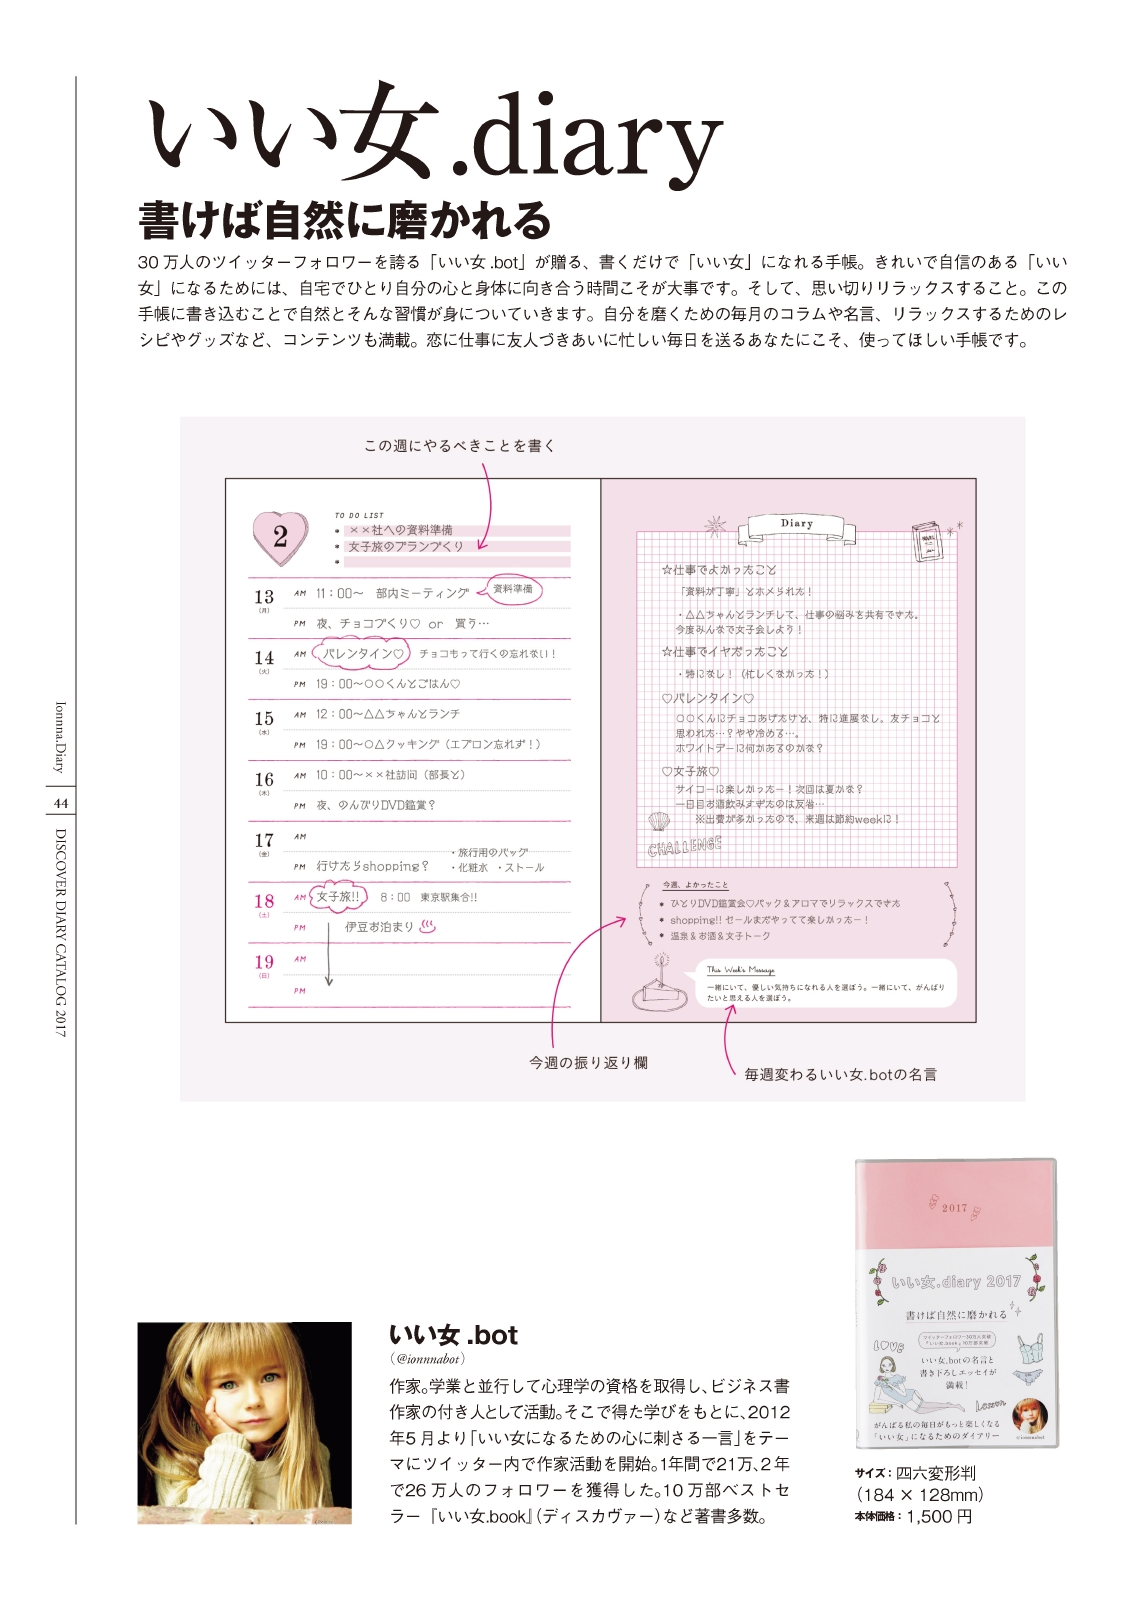 いい女.diary
書けば自然に磨かれる
30万人のツイッターフォロワーを誇る「いい女.bot」が贈る、書くだけで「いい女」になれる手帳。きれいで自信のある「いい
女」になるためには、自宅でひとり自分の心と身体に向き合う時間こそが大事です。そして、思い切りリラックスすること。この
手帳に書き込むことで自然とそんな習慣が身についていきます。自分を磨くための毎月のコラムや名言、リラックスするためのレ
シピやグッズなど、コンテンツも満載。恋に仕事に友人づきあいに忙しい毎日を送るあなたにこそ、使ってほしい手帳です。
この週にやるべきことを書く
2
TO DO LIST
* ××社への資料準備
* 女子旅のプランづくり
*
13 (月) AM 11：00〜 部内ミーティング 資料準備
PM 夜、チョコづくり♡ or 買う…
14 (火) AM バレンタイン♡ チョコもって行くの忘れない！
PM 19：00〜○○くんとごはん♡
15 (水) AM 12：00〜△△ちゃんとランチ
PM 19：00〜○△クッキング（エプロン忘れず！）
16 (木) AM 10：00〜××社訪問（部長と）
PM 夜、のんびりDVD鑑賞？
17 (金) AM
PM 行けたらshopping？ ・旅行用のバッグ
・化粧水 ・ストール
18 (土) AM 女子旅!! 8：00 東京駅集合!!
PM 伊豆お泊まり♨
19 (日) AM
PM
Diary
☆仕事でよかったこと
「資料が丁寧」とホメられた！
・△△ちゃんとランチして、仕事の悩みを共有できた。
今度みんなで女子会しよう！
☆仕事でイヤだったこと
・特になし！（忙しくなかった！）
♡バレンタイン♡
○○くんにチョコあげたけど、特に進展なし。友チョコと
思われた…？やや冷める…。
ホワイトデーに何かあるのかな？
♡女子旅♡
サイコーに楽しかったー！次回は夏かな？
一日目お酒飲みすぎたのは反省…
※出費が多かったので、来週は節約weekに！
CHALLENGE
今週、よかったこと
* ひとりDVD鑑賞会♡パック＆アロマでリラックスできた
* shopping!! セールまだやってて楽しかったー！
* 温泉＆お酒＆女子トーク
This Week's Message
一緒にいて、優しい気持ちになれる人を選ぼう。一緒にいて、がんばり
たいと思える人を選ぼう。
今週の振り返り欄
毎週変わるいい女.botの名言
Ionnna.Diary
44
DISCOVER DIARY CATALOG 2017
いい女.bot
（@ionnnabot）
作家。学業と並行して心理学の資格を取得し、ビジネス書
作家の付き人として活動。そこで得た学びをもとに、2012
年5月より「いい女になるための心に刺さる一言」をテー
マにツイッター内で作家活動を開始。1年間で21万、2年
で26万人のフォロワーを獲得した。10万部ベストセ
ラー『いい女.book』（ディスカヴァー）など著書多数。
2017
いい女.diary 2017
書けば自然に磨かれる
ツイッターフォロワー30万人突破
『いい女.book』10万部突破
LOVE
いい女.botの名言と
書き下ろしエッセイが
満載！
Lesson
がんばる私の毎日がもっと楽しくなる
「いい女」になるためのダイアリー
@ionnnabot
サイズ：四六変形判
（184 × 128mm）
本体価格：1,500円